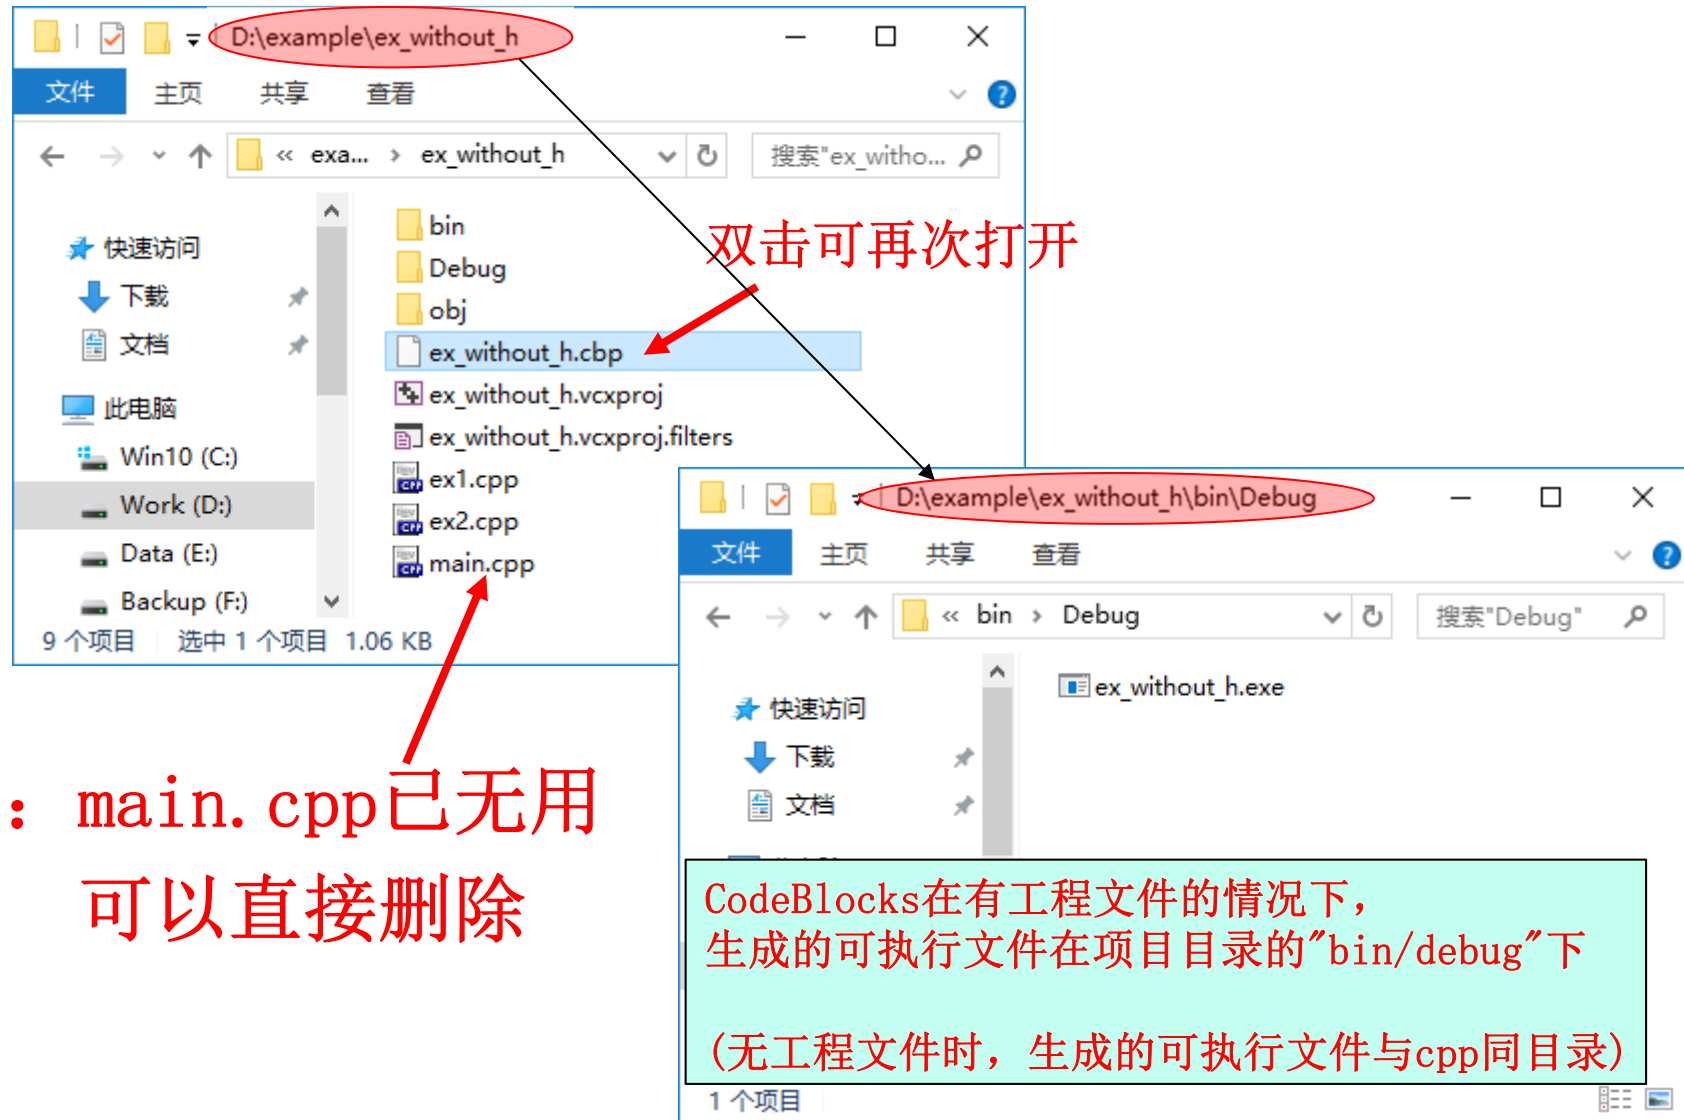 D:\example\ex_without_h
文件 主页 共享 查看
« exa... › ex_without_h 搜索"ex_witho...
快速访问
下载
文档
此电脑
Win10 (C:)
Work (D:)
Data (E:)
Backup (F:)
bin
Debug
obj
ex_without_h.cbp
ex_without_h.vcxproj
ex_without_h.vcxproj.filters
ex1.cpp
ex2.cpp
main.cpp
9 个项目 选中 1 个项目 1.06 KB
双击可再次打开
：main.cpp已无用
可以直接删除
D:\example\ex_without_h\bin\Debug
文件 主页 共享 查看
« bin › Debug 搜索"Debug"
快速访问
下载
文档
ex_without_h.exe
CodeBlocks在有工程文件的情况下，
生成的可执行文件在项目目录的"bin/debug"下
(无工程文件时，生成的可执行文件与cpp同目录)
1 个项目